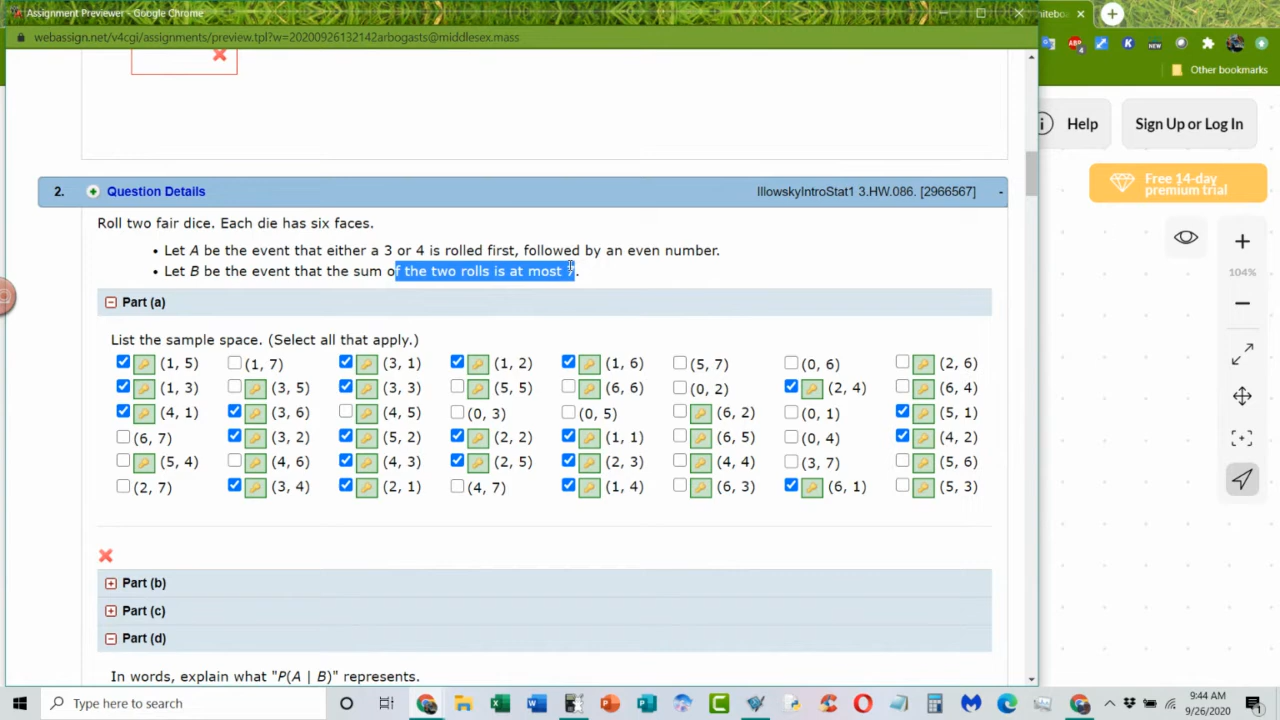 Assignment Previewer - Google Chrome
webassign.net/v4cgi/assignments/preview.tpl?w=20200926132142arbogasts@middlesex.mass
Other bookmarks
Help
Sign Up or Log In
Free 14-day
premium trial
104%
2. Question Details IllowskyIntroStat1 3.HW.086. [2966567] -
Roll two fair dice. Each die has six faces.
• Let A be the event that either a 3 or 4 is rolled first, followed by an even number.
• Let B be the event that the sum of the two rolls is at most 7.
Part (a)
List the sample space. (Select all that apply.)
(1, 5) (1, 7) (3, 1) (1, 2) (1, 6) (5, 7) (0, 6) (2, 6)
(1, 3) (3, 5) (3, 3) (5, 5) (6, 6) (0, 2) (2, 4) (6, 4)
(4, 1) (3, 6) (4, 5) (0, 3) (0, 5) (6, 2) (0, 1) (5, 1)
(6, 7) (3, 2) (5, 2) (2, 2) (1, 1) (6, 5) (0, 4) (4, 2)
(5, 4) (4, 6) (4, 3) (2, 5) (2, 3) (4, 4) (3, 7) (5, 6)
(2, 7) (3, 4) (2, 1) (4, 7) (1, 4) (6, 3) (6, 1) (5, 3)
Part (b)
Part (c)
Part (d)
In words, explain what "P(A | B)" represents.
Type here to search
9:44 AM
9/26/2020